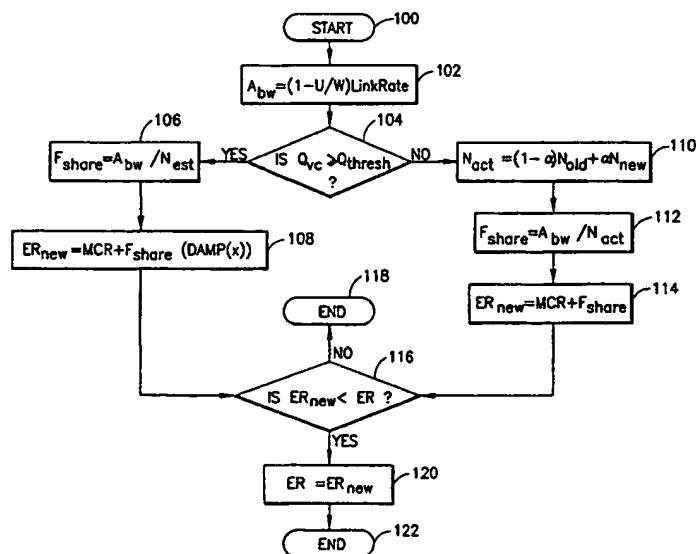 START
100
A_bw=(1-U/W)LinkRate
102
106
104
F_share=A_bw /N_est
YES
IS Q_vc >Q_thresh
?
NO
N_act =(1-α)N_old+αN_new
110
112
ER_new=MCR+F_share (DAMP(x))
108
F_share=A_bw /N_act
118
END
ER_new=MCR+F_share
114
NO
116
IS ER_new< ER ?
YES
ER =ER_new
120
END
122